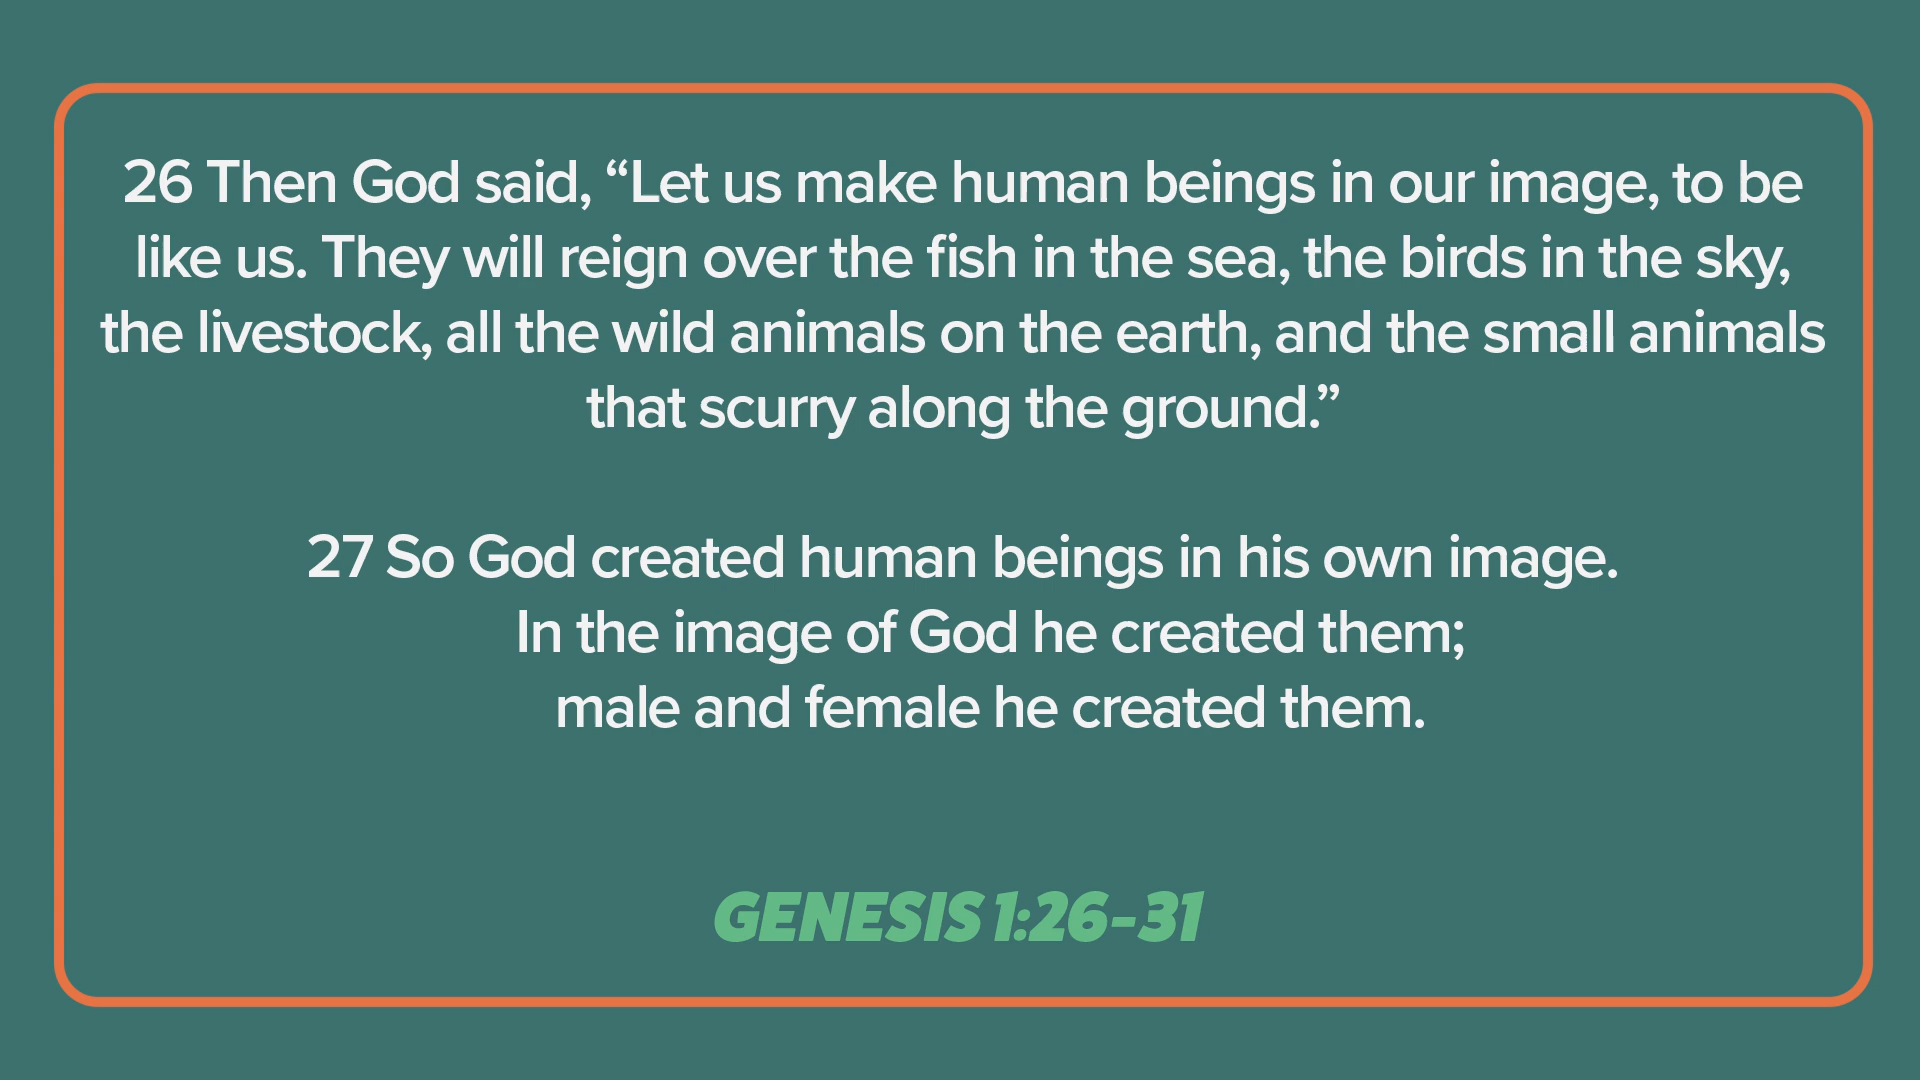 26 Then God said, “Let us make human beings in our image, to be
like us. They will reign over the fish in the sea, the birds in the sky,
the livestock, all the wild animals on the earth, and the small animals
that scurry along the ground.”
27 So God created human beings in his own image.
In the image of God he created them;
male and female he created them.
GENESIS 1:26-31